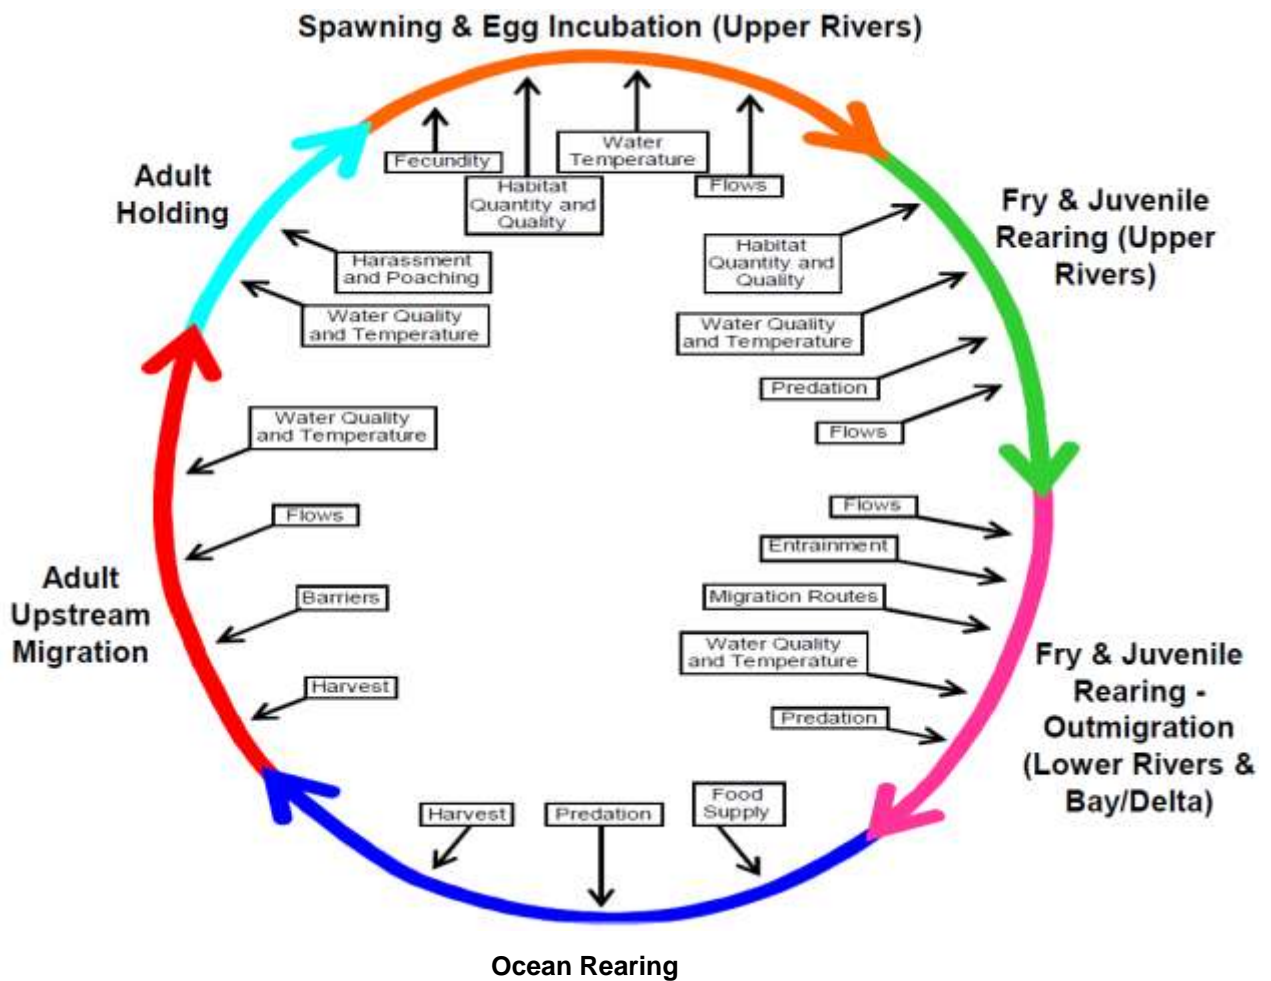 Spawning & Egg Incubation (Upper Rivers)
Fecundity
Habitat
Quantity and
Quality
Water
Temperature
Flows
Fry & Juvenile
Rearing (Upper
Rivers)
Habitat
Quantity and
Quality
Water Quality
and Temperature
Predation
Flows
Flows
Entrainment
Migration Routes
Water Quality
and Temperature
Predation
Fry & Juvenile
Rearing -
Outmigration
(Lower Rivers &
Bay/Delta)
Food
Supply
Predation
Harvest
Ocean Rearing
Harvest
Barriers
Flows
Water Quality
and Temperature
Adult
Upstream
Migration
Water Quality
and Temperature
Harassment
and Poaching
Adult
Holding